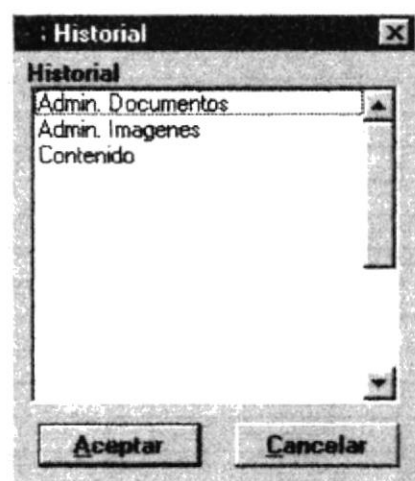 : Historial
Historial
Admin. Documentos
Admin. Imagenes
Contenido
Aceptar
Cancelar